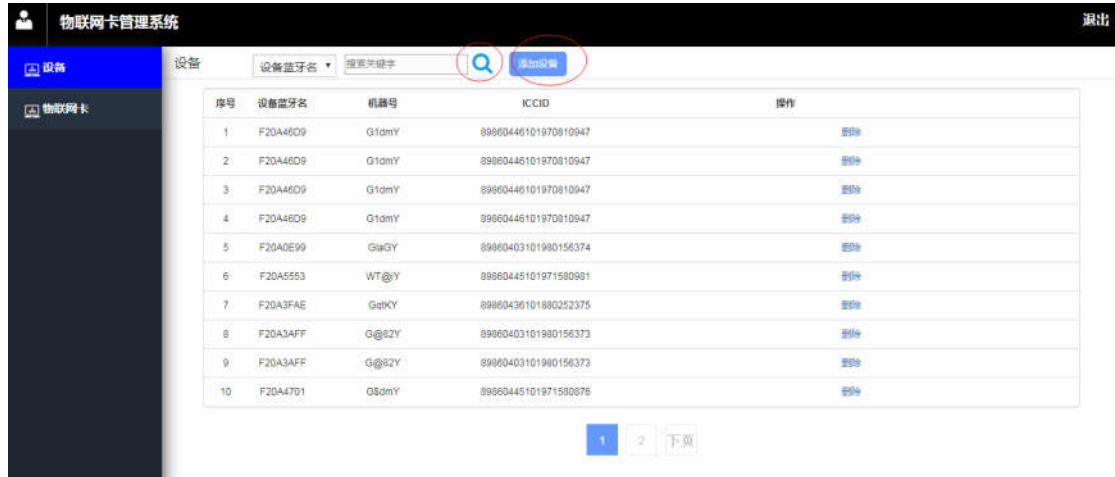 物联网卡管理系统 退出
设备 设备 设备蓝牙名 搜索关键字 添加设备
物联网卡
序号 设备蓝牙名 机器号 ICCID 操作
1 F20A46D9 G1dmY 89860446101970810947 删除
2 F20A46D9 G1dmY 89860446101970810947 删除
3 F20A46D9 G1dmY 89860446101970810947 删除
4 F20A46D9 G1dmY 89860446101970810947 删除
5 F20A0E99 GlaGY 89860403101980156374 删除
6 F20A5553 89860445101971580981 删除
7 F20A3FAE GqtKY 89860436101880252375 删除
8 F20A3AFF G@82Y 89860403101980156373 删除
9 F20A3AFF G@82Y 89860403101980156373 删除
10 F20A4701 G$dmY 89860445101971580876 删除
1 2 下页